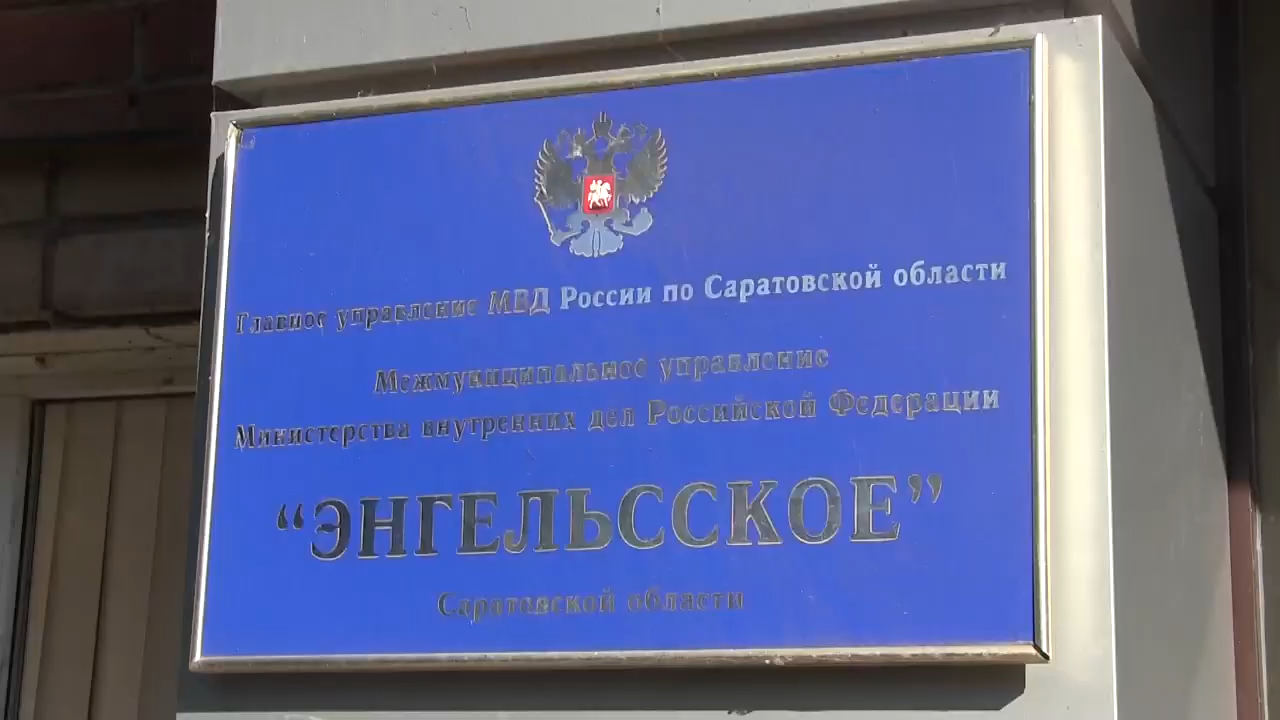 Главное управление МВД России по Саратовской области
Межмуниципальное управление
Министерства внутренних дел Российской Федерации
“ЭНГЕЛЬССКОЕ”
Саратовской области